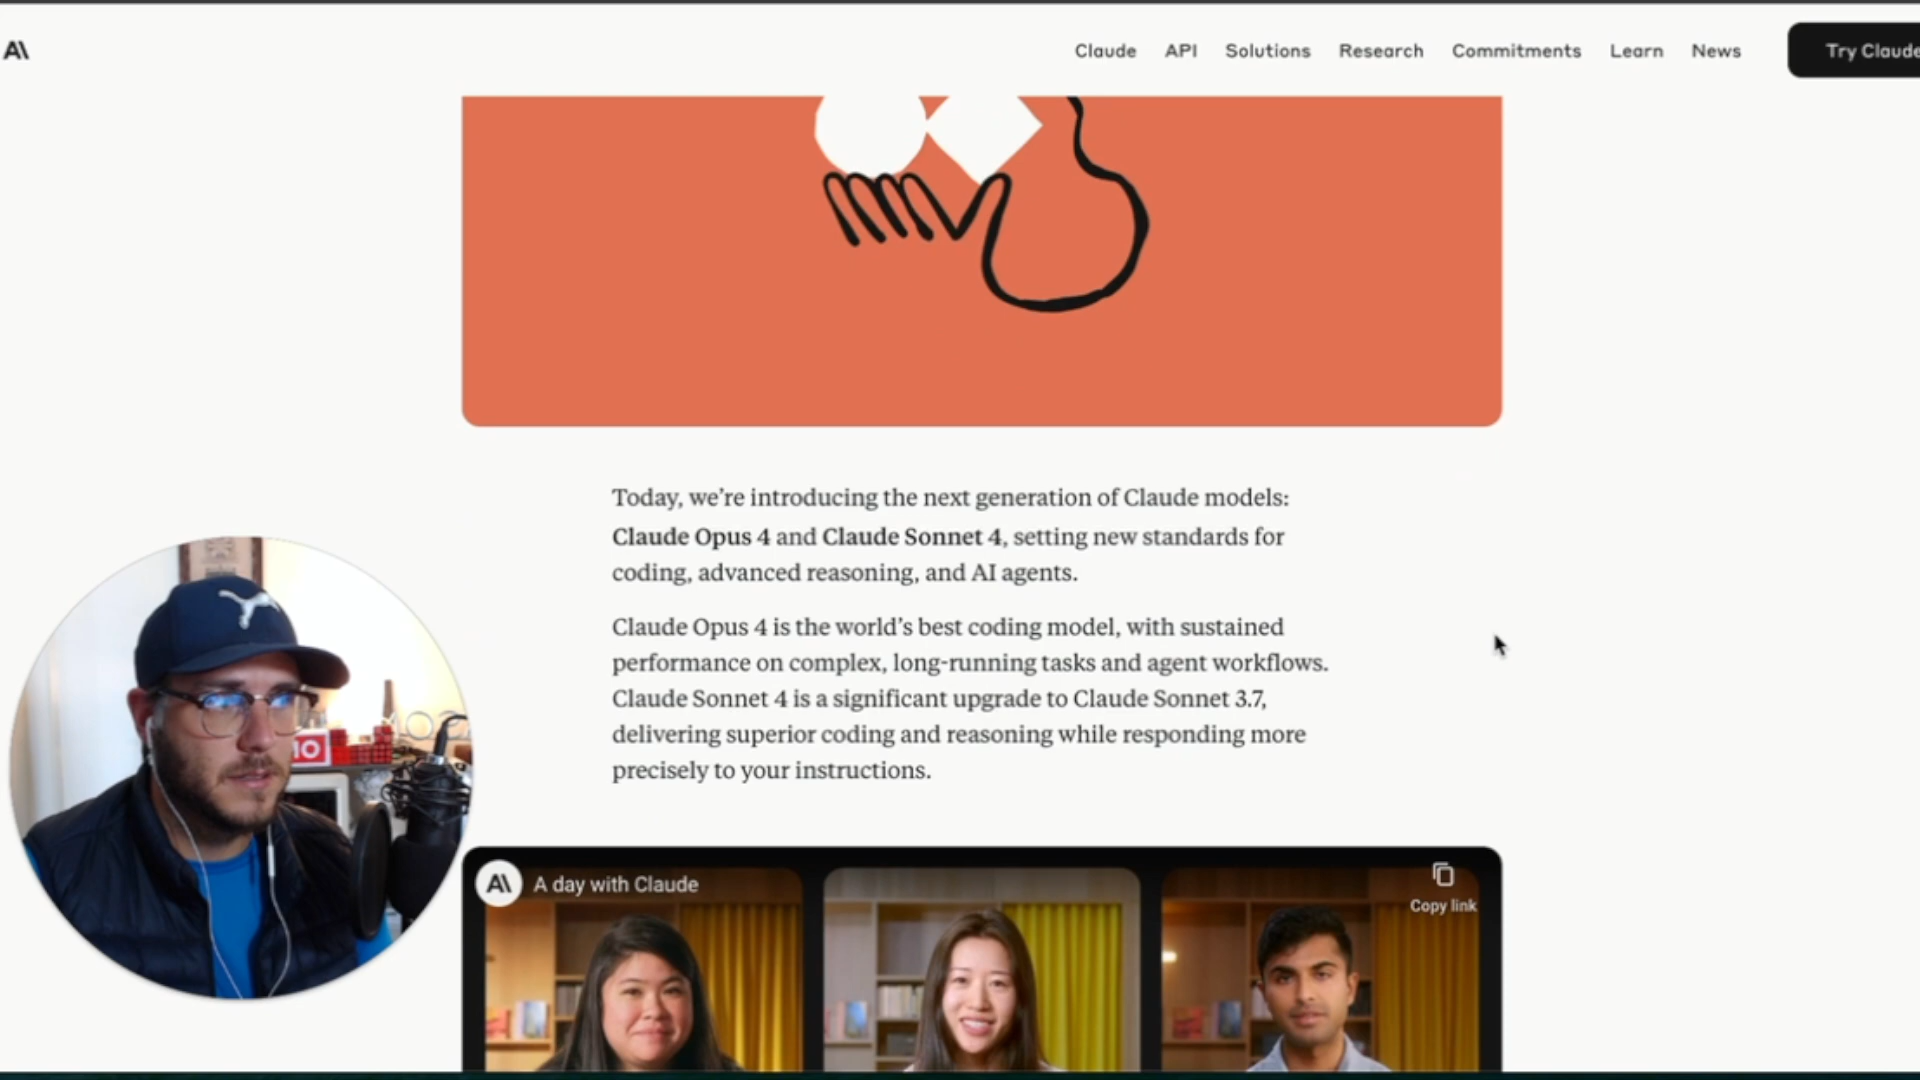 A\
Claude API Solutions Research Commitments Learn News Try Claude
Today, we’re introducing the next generation of Claude models:
Claude Opus 4 and Claude Sonnet 4, setting new standards for
coding, advanced reasoning, and AI agents.
Claude Opus 4 is the world’s best coding model, with sustained
performance on complex, long-running tasks and agent workflows.
Claude Sonnet 4 is a significant upgrade to Claude Sonnet 3.7,
delivering superior coding and reasoning while responding more
precisely to your instructions.
10
A\ A day with Claude
Copy link